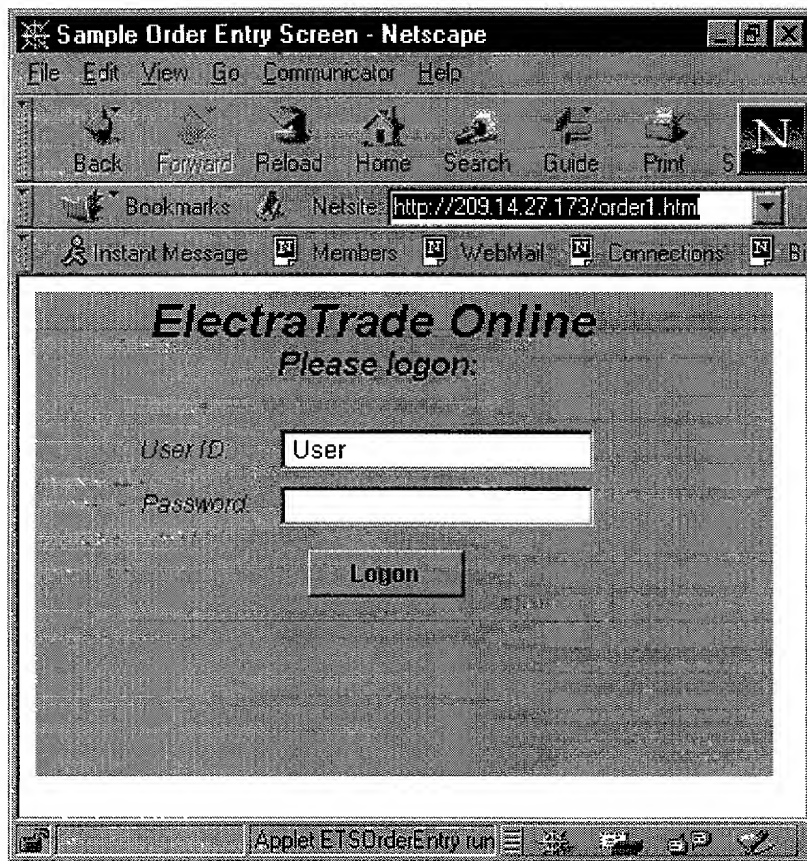 Sample Order Entry Screen - Netscape
File Edit View Go Communicator Help
Back Forward Reload Home Search Guide Print S
N
Bookmarks Netsite: http://209.14.27.173/order1.html
Instant Message N Members N WebMail N Connections N Bi
ElectraTrade Online
Please logon:
User ID: User
Password:
Logon
Applet ETSOrderEntry run